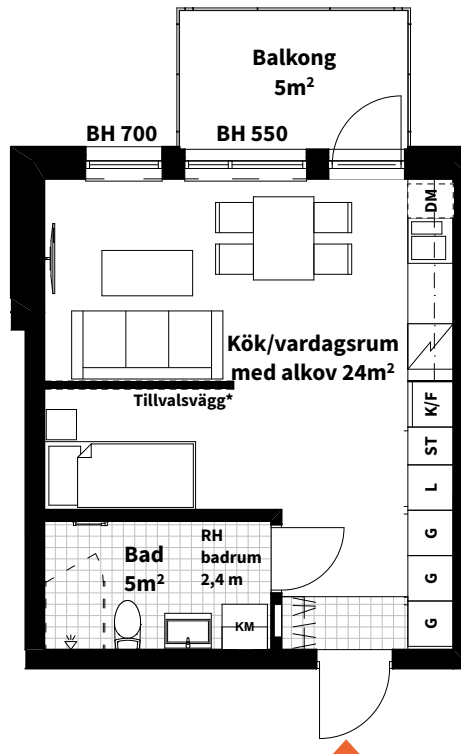 Balkong
5m²
BH 700
BH 550
DM
Kök/vardagsrum
med alkov 24m²
Tillvalsvägg*
K/F
ST
L
G
G
G
Bad
5m²
RH
badrum
2,4 m
KM